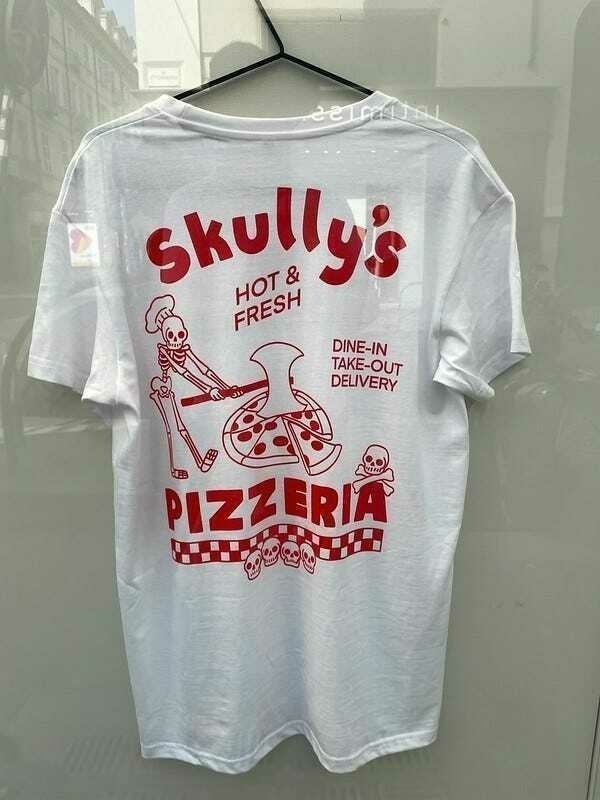 Skully's
HOT &
FRESH
DINE-IN
TAKE-OUT
DELIVERY
PIZZERIA